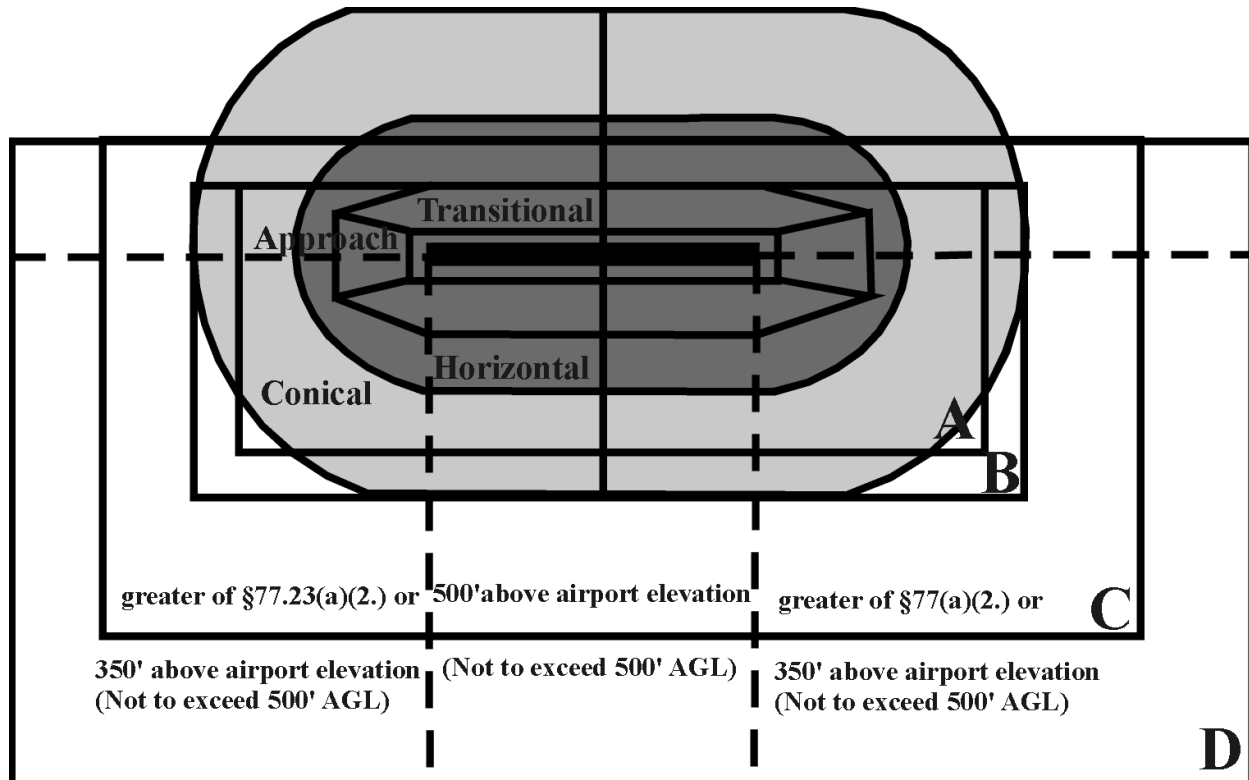 Transitional
Approach
Horizontal
Conical
A
B
greater of §77.23(a)(2.) or
500'above airport elevation
greater of §77(a)(2.) or
C
350' above airport elevation
(Not to exceed 500' AGL)
(Not to exceed 500' AGL)
350' above airport elevation
(Not to exceed 500' AGL)
D